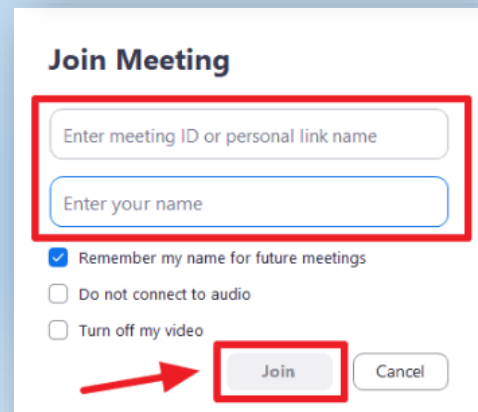 Join Meeting
Enter meeting ID or personal link name
Enter your name
Remember my name for future meetings
Do not connect to audio
Turn off my video
Join Cancel